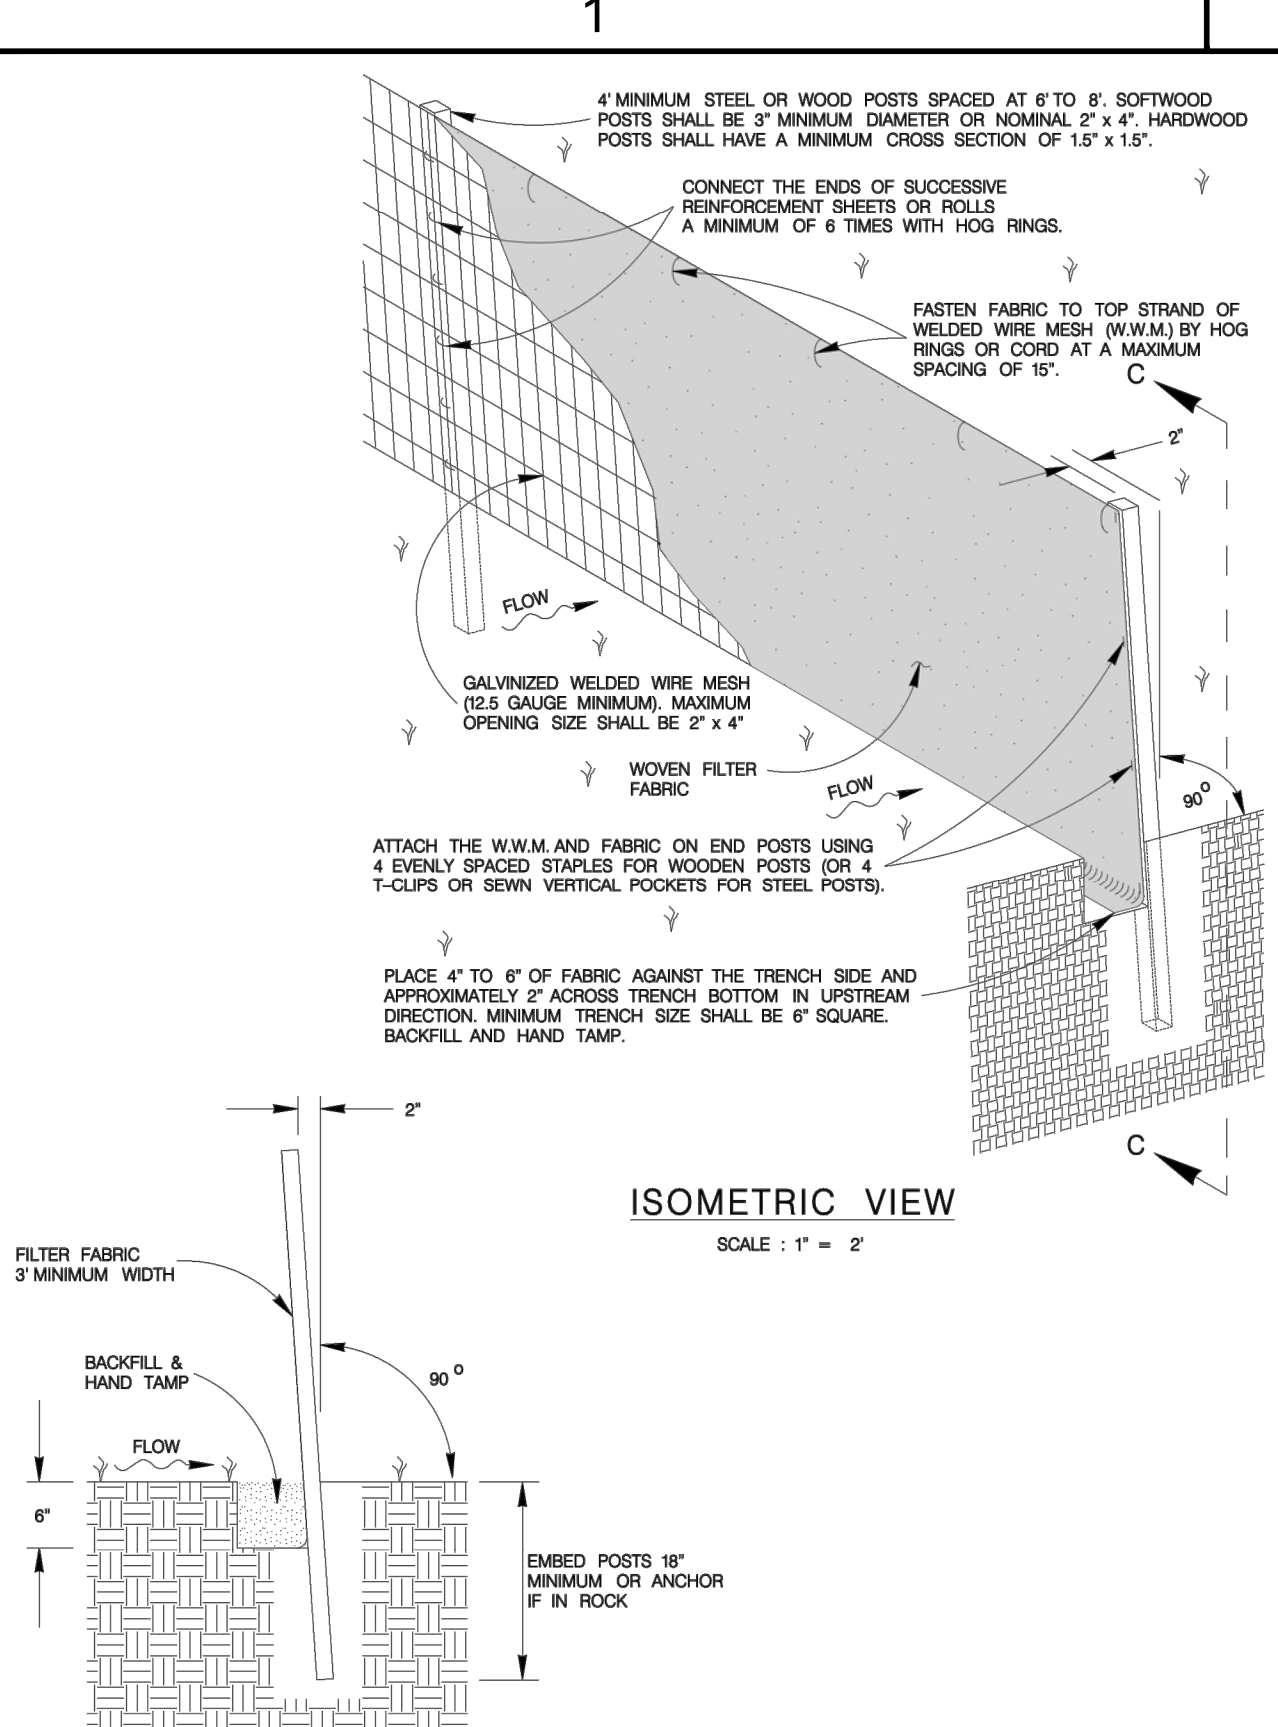 1
4' MINIMUM STEEL OR WOOD POSTS SPACED AT 6' TO 8'. SOFTWOOD
POSTS SHALL BE 3" MINIMUM DIAMETER OR NOMINAL 2" x 4". HARDWOOD
POSTS SHALL HAVE A MINIMUM CROSS SECTION OF 1.5" x 1.5".
CONNECT THE ENDS OF SUCCESSIVE
REINFORCEMENT SHEETS OR ROLLS
A MINIMUM OF 6 TIMES WITH HOG RINGS.
FASTEN FABRIC TO TOP STRAND OF
WELDED WIRE MESH (W.W.M.) BY HOG
RINGS OR CORD AT A MAXIMUM
SPACING OF 15".
C
2"
FLOW
GALVINIZED WELDED WIRE MESH
(12.5 GAUGE MINIMUM). MAXIMUM
OPENING SIZE SHALL BE 2" x 4"
WOVEN FILTER
FABRIC
FLOW
90°
ATTACH THE W.W.M. AND FABRIC ON END POSTS USING
4 EVENLY SPACED STAPLES FOR WOODEN POSTS (OR 4
T-CLIPS OR SEWN VERTICAL POCKETS FOR STEEL POSTS).
PLACE 4" TO 6" OF FABRIC AGAINST THE TRENCH SIDE AND
APPROXIMATELY 2" ACROSS TRENCH BOTTOM IN UPSTREAM
DIRECTION. MINIMUM TRENCH SIZE SHALL BE 6" SQUARE.
BACKFILL AND HAND TAMP.
C
ISOMETRIC VIEW
SCALE : 1" = 2'
2"
FILTER FABRIC
3' MINIMUM WIDTH
BACKFILL &
HAND TAMP
90°
FLOW
6"
EMBED POSTS 18"
MINIMUM OR ANCHOR
IF IN ROCK